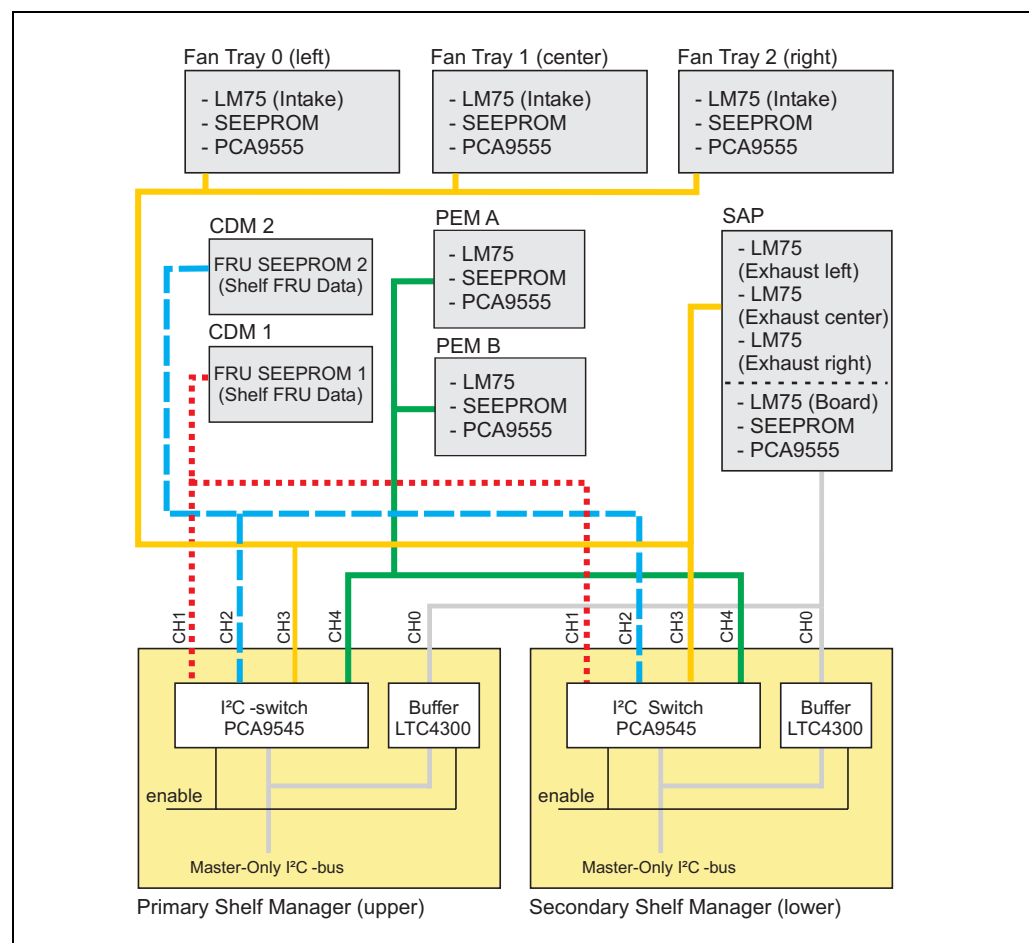 Fan Tray 0 (left)
Fan Tray 1 (center)
Fan Tray 2 (right)
- LM75 (Intake)
- SEEPROM
- PCA9555
- LM75 (Intake)
- SEEPROM
- PCA9555
- LM75 (Intake)
- SEEPROM
- PCA9555
CDM 2
FRU SEEPROM 2
(Shelf FRU Data)
CDM 1
FRU SEEPROM 1
(Shelf FRU Data)
PEM A
- LM75
- SEEPROM
- PCA9555
PEM B
- LM75
- SEEPROM
- PCA9555
SAP
- LM75
(Exhaust left)
- LM75
(Exhaust center)
- LM75
(Exhaust right)
- LM75 (Board)
- SEEPROM
- PCA9555
CH1
CH2
CH3
CH4
CH0
CH1
CH2
CH3
CH4
CH0
I²C -switch
PCA9545
Buffer
LTC4300
enable
Master-Only I²C -bus
Primary Shelf Manager (upper)
I²C Switch
PCA9545
Buffer
LTC4300
enable
Master-Only I²C -bus
Secondary Shelf Manager (lower)